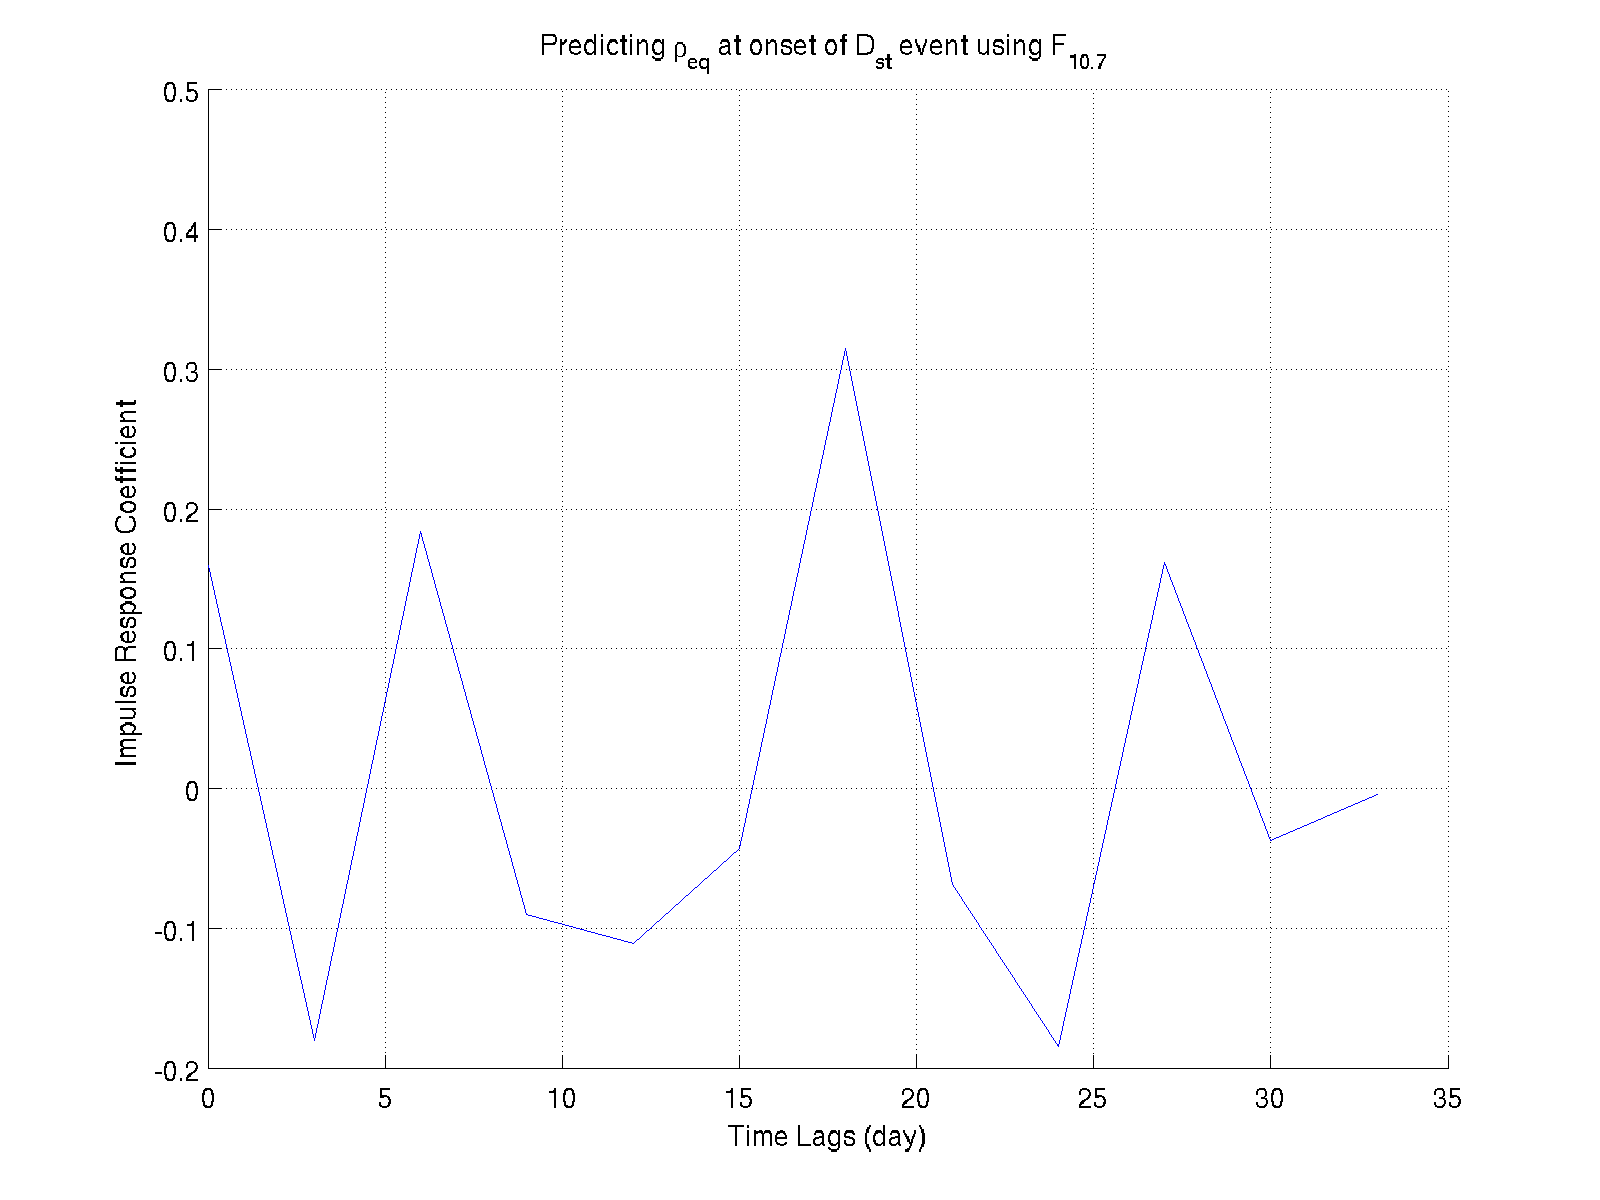 Predicting ρeq at onset of Dst event using F10.7
0.5
0.4
0.3
0.2
0.1
0
-0.1
-0.2
Impulse Response Coefficient
0 5 10 15 20 25 30 35
Time Lags (day)